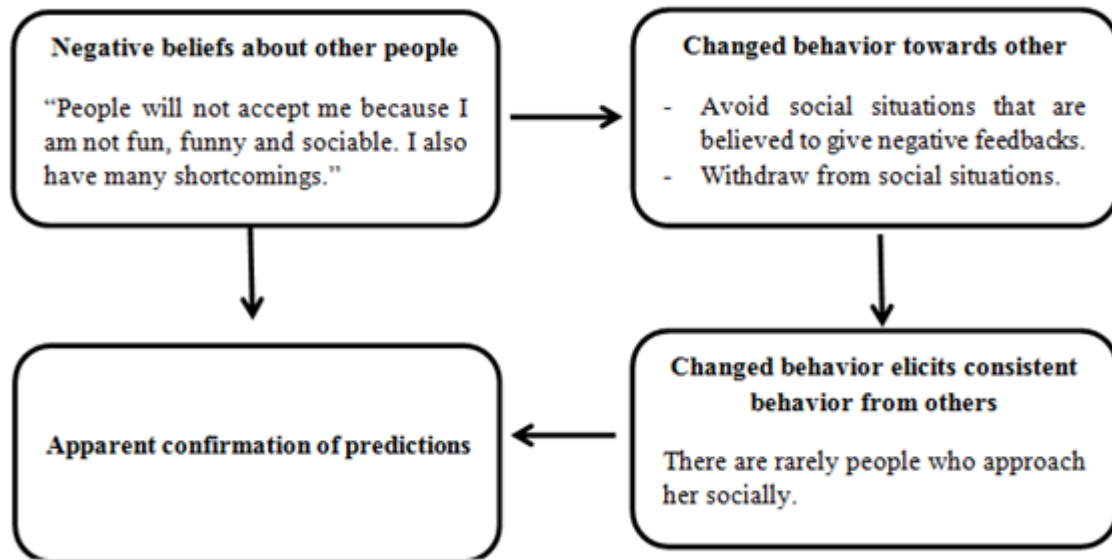 Negative beliefs about other people
“People will not accept me because I
am not fun, funny and sociable. I also
have many shortcomings.”
Changed behavior towards other
- Avoid social situations that are
believed to give negative feedbacks.
- Withdraw from social situations.
Changed behavior elicits consistent
behavior from others
There are rarely people who approach
her socially.
Apparent confirmation of predictions